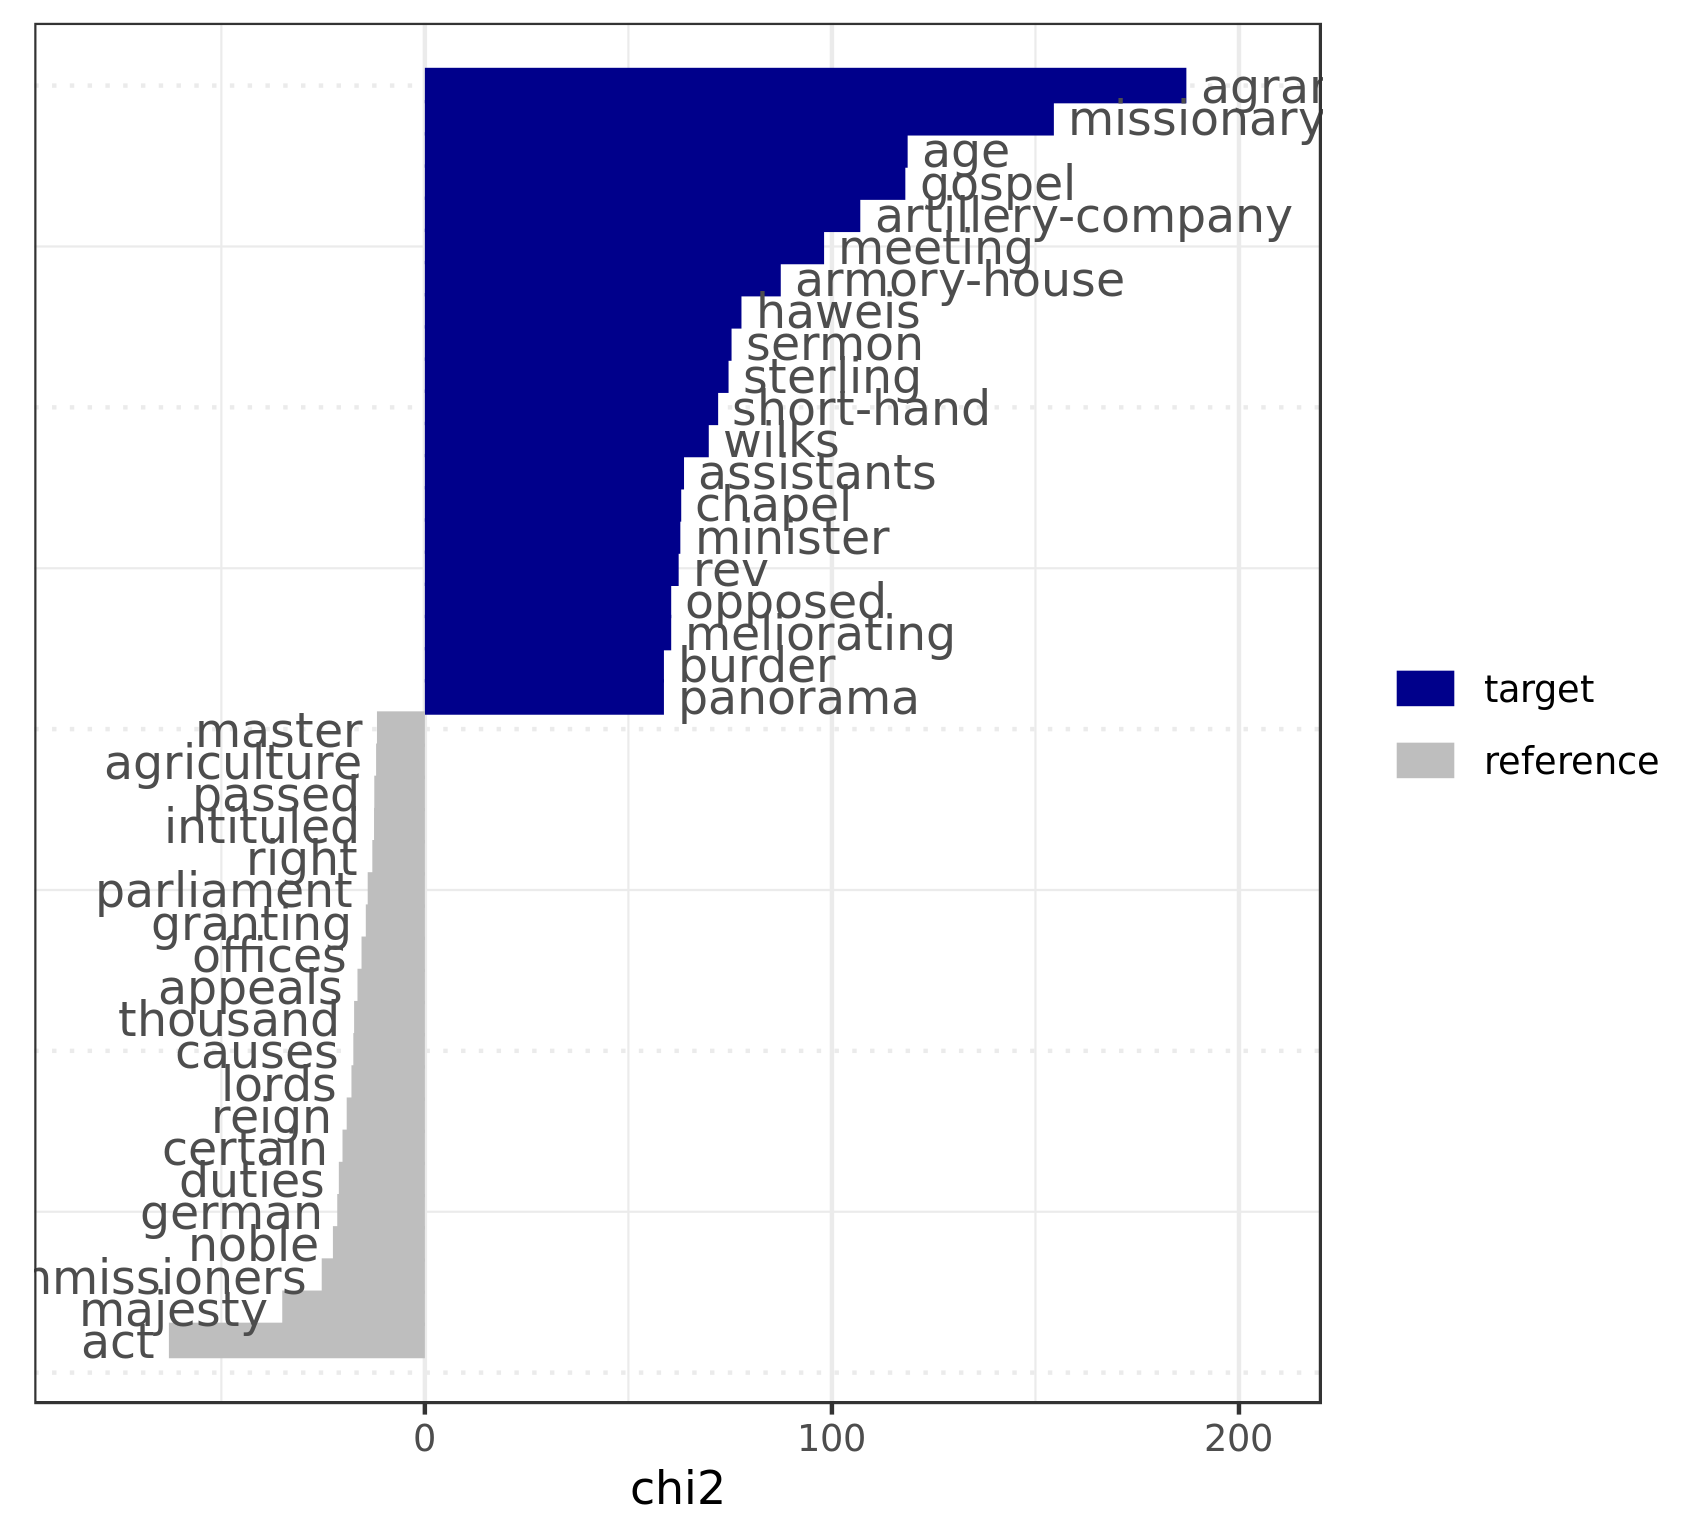 agrar
missionary
age
gospel
artillery-company
meeting
armory-house
haweis
sermon
sterling
short-hand
wilks
assistants
chapel
minister
rev
opposed
meliorating
burder
panorama
master
agriculture
passed
intituled
right
parliament
granting
offices
appeals
thousand
causes
lords
reign
certain
duties
german
noble
nmissioners
majesty
act
0 100 200
chi2
target
reference